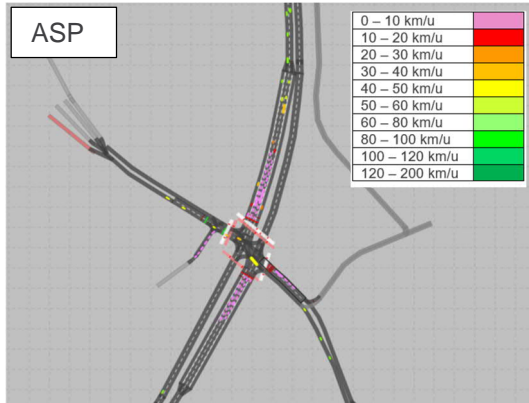 ASP
0 – 10 km/u
10 – 20 km/u
20 – 30 km/u
30 – 40 km/u
40 – 50 km/u
50 – 60 km/u
60 – 80 km/u
80 – 100 km/u
100 – 120 km/u
120 – 200 km/u